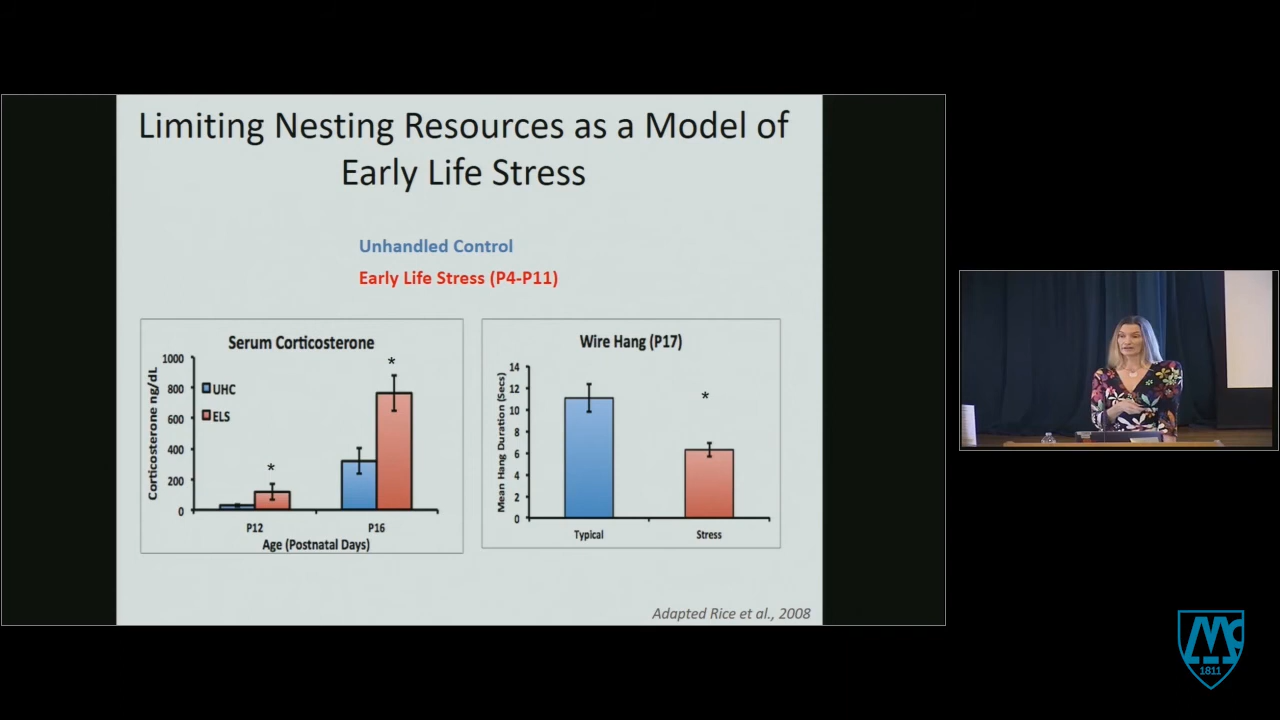 Limiting Nesting Resources as a Model of
Early Life Stress
Unhandled Control
Early Life Stress (P4-P11)
Serum Corticosterone
Corticosterone ng/dL
1000
800
600
400
200
0
UHC
ELS
*
*
P12
P16
Age (Postnatal Days)
Wire Hang (P17)
Mean Hang Duration (Secs)
14
12
10
8
6
4
2
0
*
Typical
Stress
Adapted Rice et al., 2008
Mc
1811